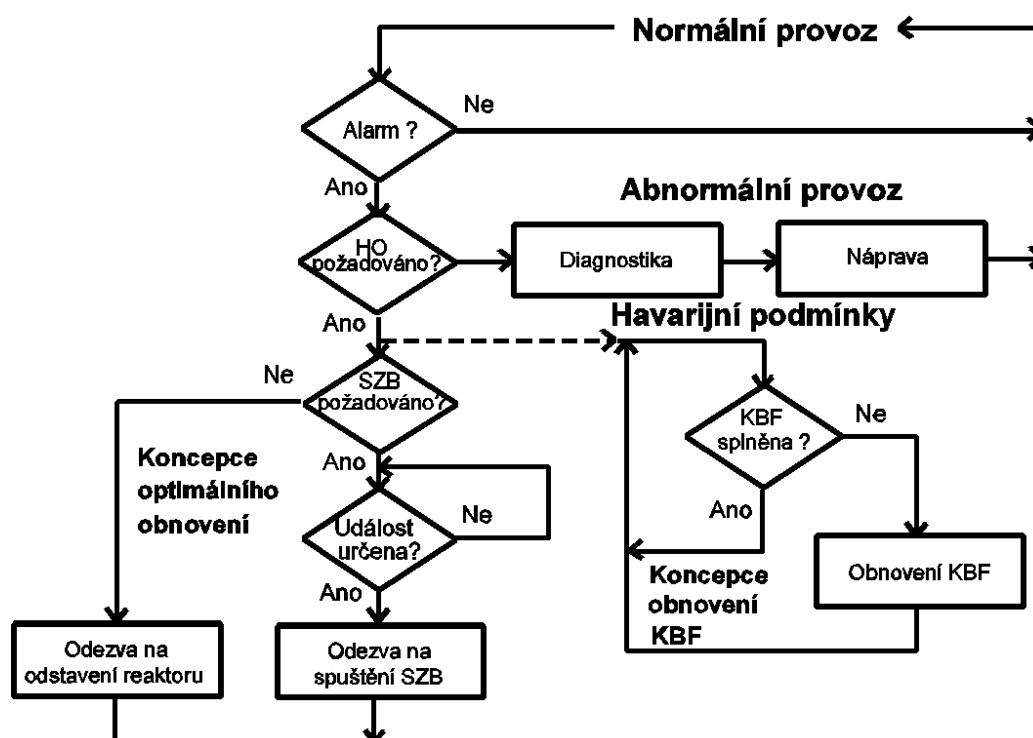 Normální provoz
Ne
Alarm ?
Ano
Abnormální provoz
HO
požadováno?
Diagnostika
Náprava
Ano
Havarijní podmínky
Ne
SZB
požadováno?
KBF
splněna ?
Ne
Koncepce
optimálního
obnovení
Ano
Ano
Událost
určena?
Ne
Obnovení KBF
Koncepce
obnovení
KBF
Ano
Odezva na
odstavení reaktoru
Odezva na
spuštění SZB